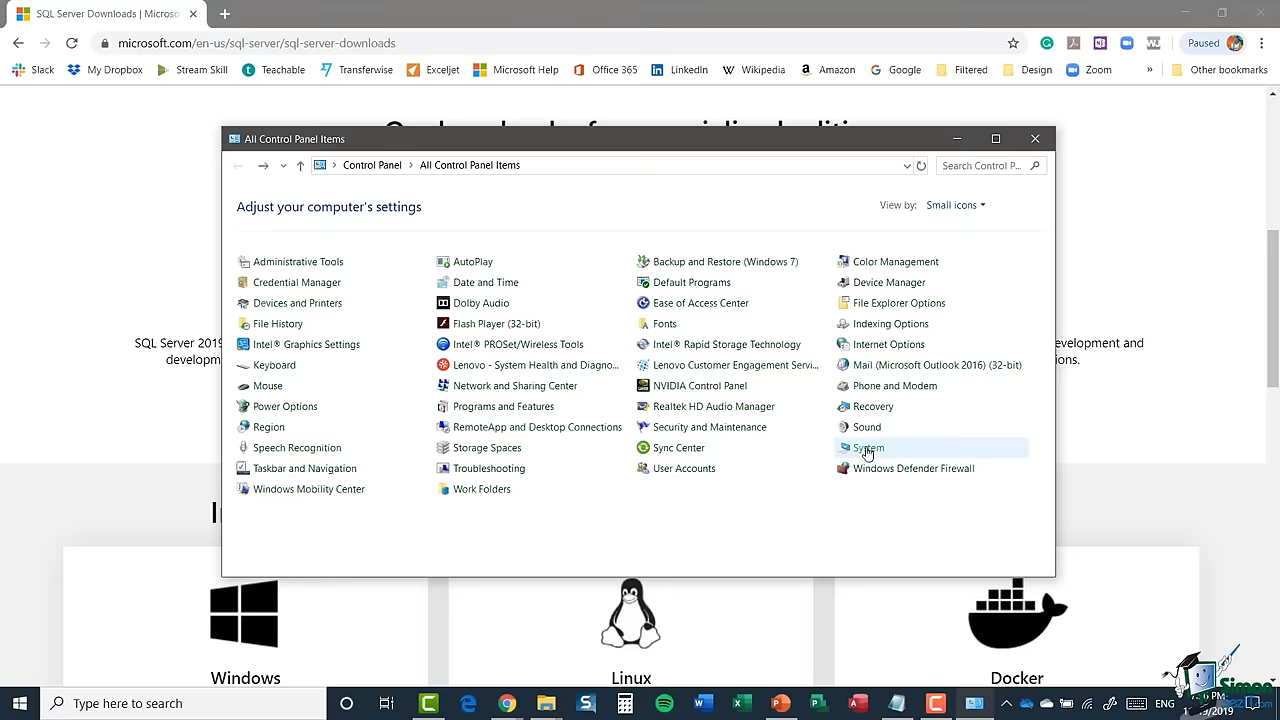 SQL Server Downloads | Microso
microsoft.com/en-us/sql-server/sql-server-downloads
Paused
Slack
My Dropbox
Stream Skill
Teachable
Transferwise
Exceljet
Microsoft Help
Office 365
LinkedIn
Wikipedia
Amazon
Google
Filtered
Design
Zoom
»
Other bookmarks
All Control Panel Items
Control Panel > All Control Panel Items
Search Control P...
Adjust your computer's settings
View by: Small icons
Administrative Tools
AutoPlay
Backup and Restore (Windows 7)
Color Management
Credential Manager
Date and Time
Default Programs
Device Manager
Devices and Printers
Dolby Audio
Ease of Access Center
File Explorer Options
File History
Flash Player (32-bit)
Fonts
Indexing Options
Intel® Graphics Settings
Intel® PROSet/Wireless Tools
Intel® Rapid Storage Technology
Internet Options
Keyboard
Lenovo - System Health and Diagno...
Lenovo Customer Engagement Servi...
Mail (Microsoft Outlook 2016) (32-bit)
Mouse
Network and Sharing Center
NVIDIA Control Panel
Phone and Modem
Power Options
Programs and Features
Realtek HD Audio Manager
Recovery
Region
RemoteApp and Desktop Connections
Security and Maintenance
Sound
Speech Recognition
Storage Spaces
Sync Center
System
Taskbar and Navigation
Troubleshooting
User Accounts
Windows Defender Firewall
Windows Mobility Center
Work Folders
SQL Server 2019
evelopment and
develop
ons.
Windows
Linux
Docker
Type here to search
ENG
Simon